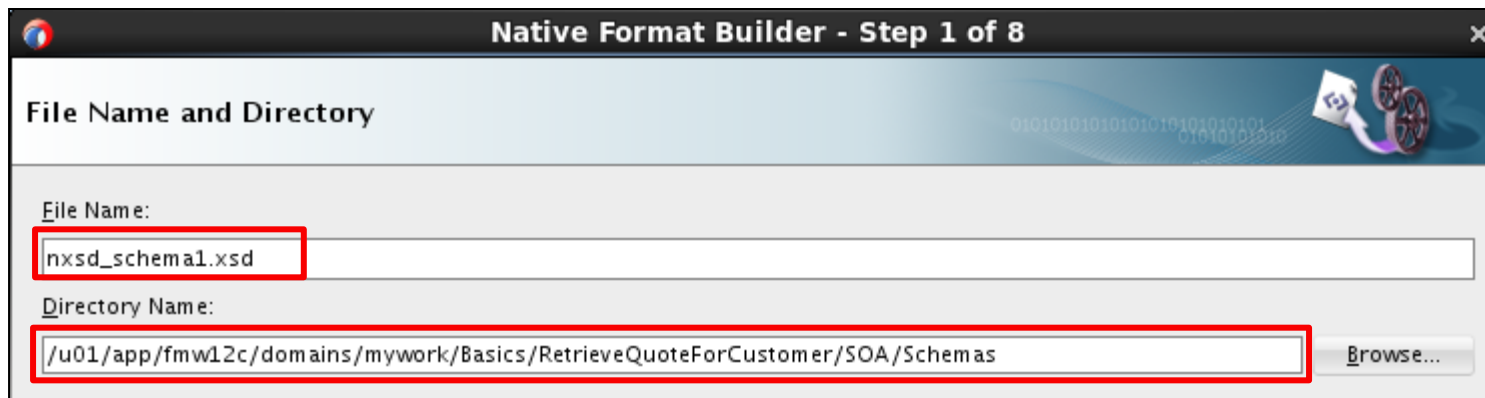 Native Format Builder - Step 1 of 8
File Name and Directory
File Name:
nxsd_schema1.xsd
Directory Name:
/u01/app/fmw12c/domains/mywork/Basics/RetrieveQuoteForCustomer/SOA/Schemas
Browse...